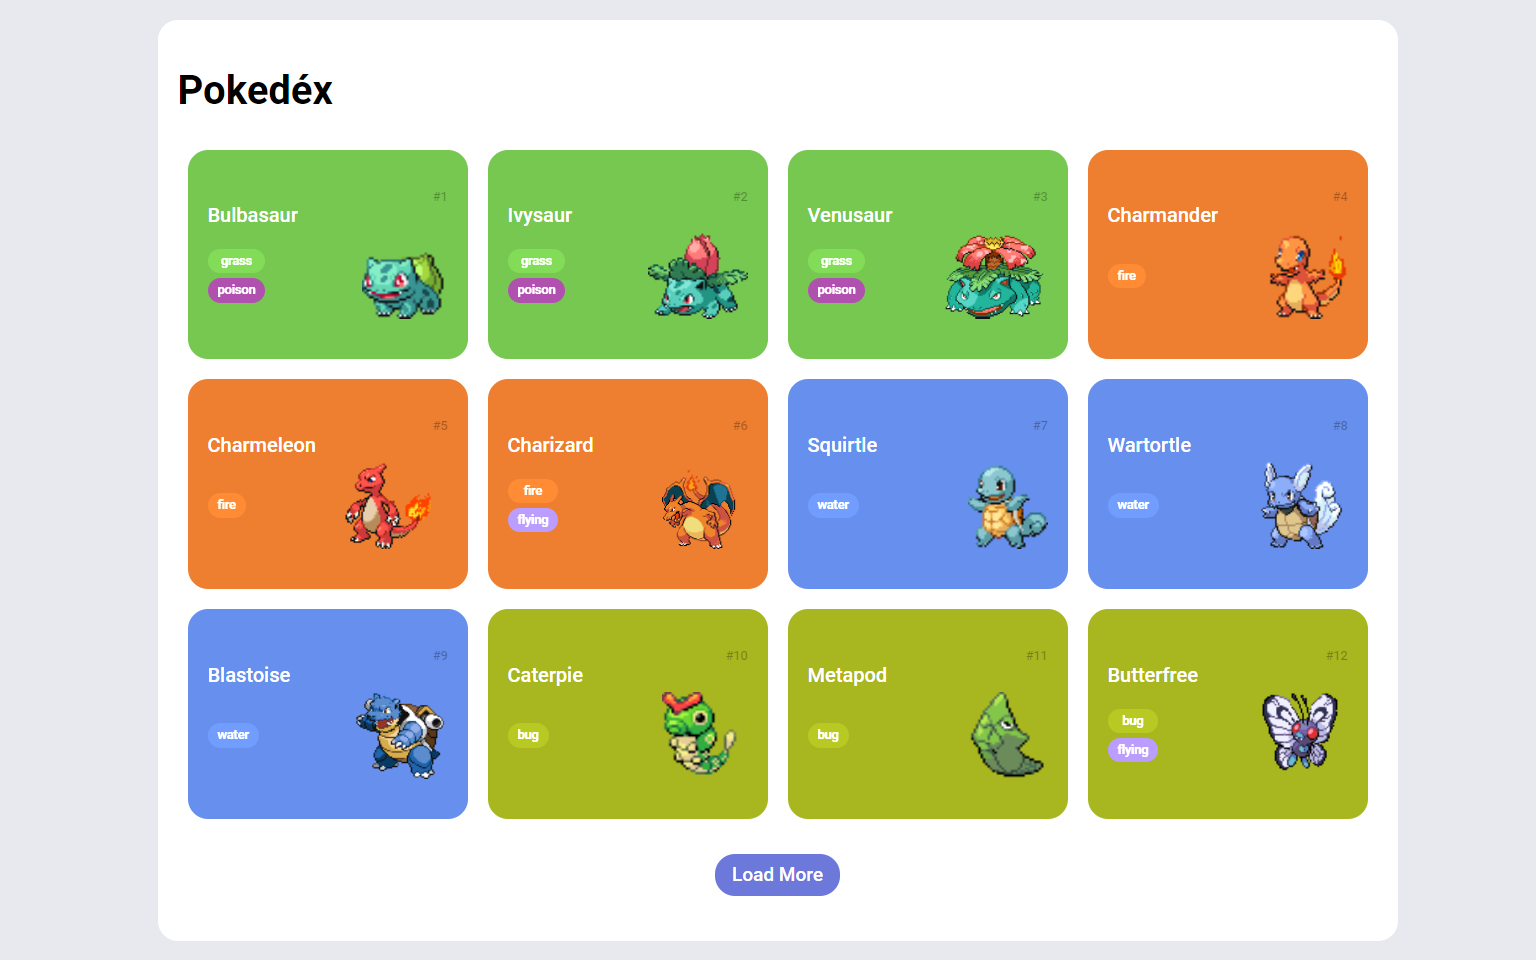 Pokedéx
#1
Bulbasaur
grass
poison
#2
Ivysaur
grass
poison
#3
Venusaur
grass
poison
#4
Charmander
fire
#5
Charmeleon
fire
#6
Charizard
fire
flying
#7
Squirtle
water
#8
Wartortle
water
#9
Blastoise
water
#10
Caterpie
bug
#11
Metapod
bug
#12
Butterfree
bug
flying
Load More